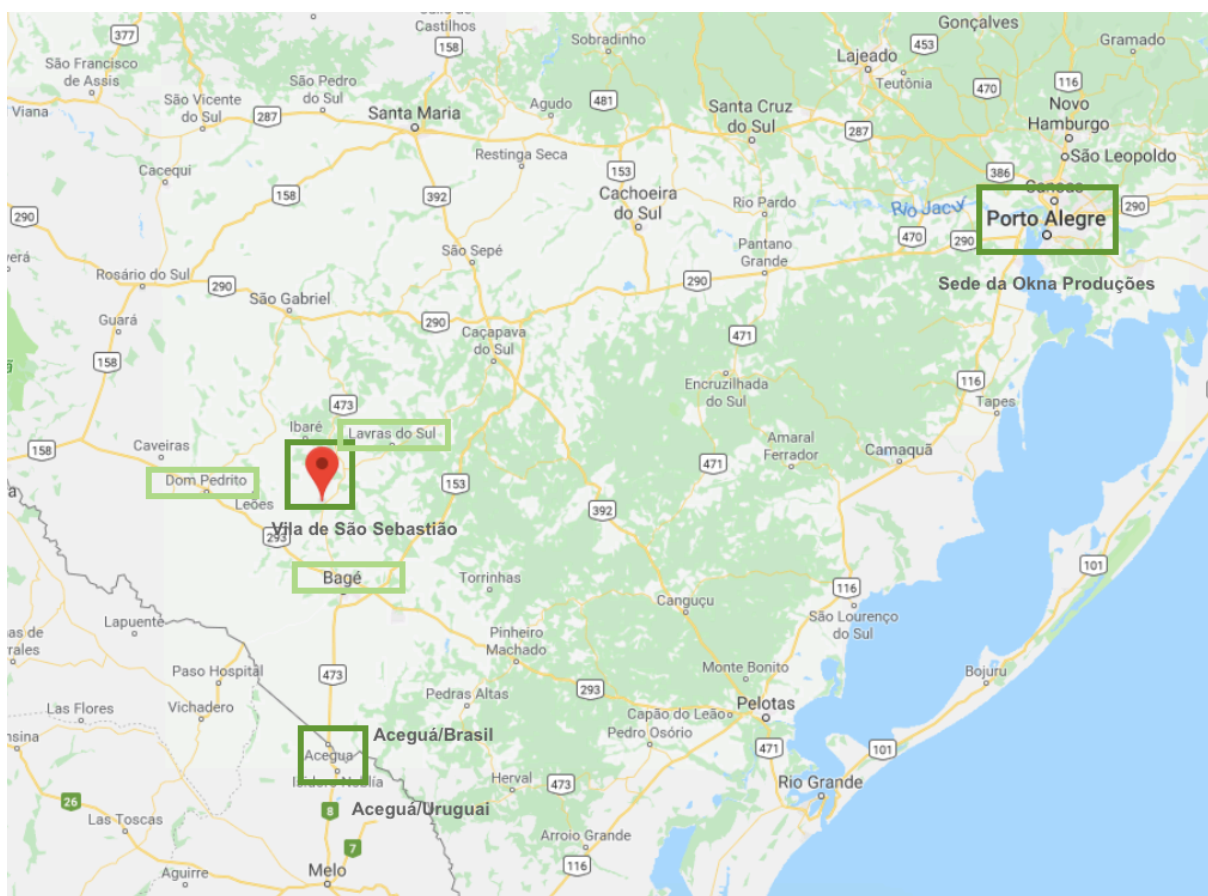 Gonçalves
Castilhos
377
158
Sobradinho
453
Gramado
Lajeado
São Francisco
de Assis
São Pedro
do Sul
Teutônia
116
470
Viana
São Vicente
do Sul
287
Santa Maria
Agudo
481
Santa Cruz
do Sul
287
Novo
Hamburgo
Restinga Seca
São Leopoldo
Cacequi
158
392
153
386
Cachoeira
do Sul
Rio Pardo
Rio Jacuy
Canoas
290
290
Porto Alegre
470
290
São Sepé
Pantano
Grande
Rosário do Sul
290
290
Sede da Okna Produções
São Gabriel
Guará
290
Caçapava
do Sul
471
158
Encruzilhada
do Sul
116
Tapes
473
Ibaré
Lavras do Sul
158
Caveiras
Amaral
Ferrador
Camaquã
471
Dom Pedrito
153
Leões
392
Vila de São Sebastião
293
101
Bagé
Torrinhas
116
Canguçu
São Lourenço
do Sul
Lapuente
Pinheiro
Machado
Paso Hospital
473
Monte Bonito
Bojuru
293
Pedras Altas
Las Flores
Vichadero
Capão do Leão
Pelotas
Pedro Osório
Aceguá/Brasil
471
101
Acegua
Isidoro Noblía
Herval
473
Rio Grande
26
8
Aceguá/Uruguai
Las Toscas
7
Arroio Grande
116
Aguirre
Melo